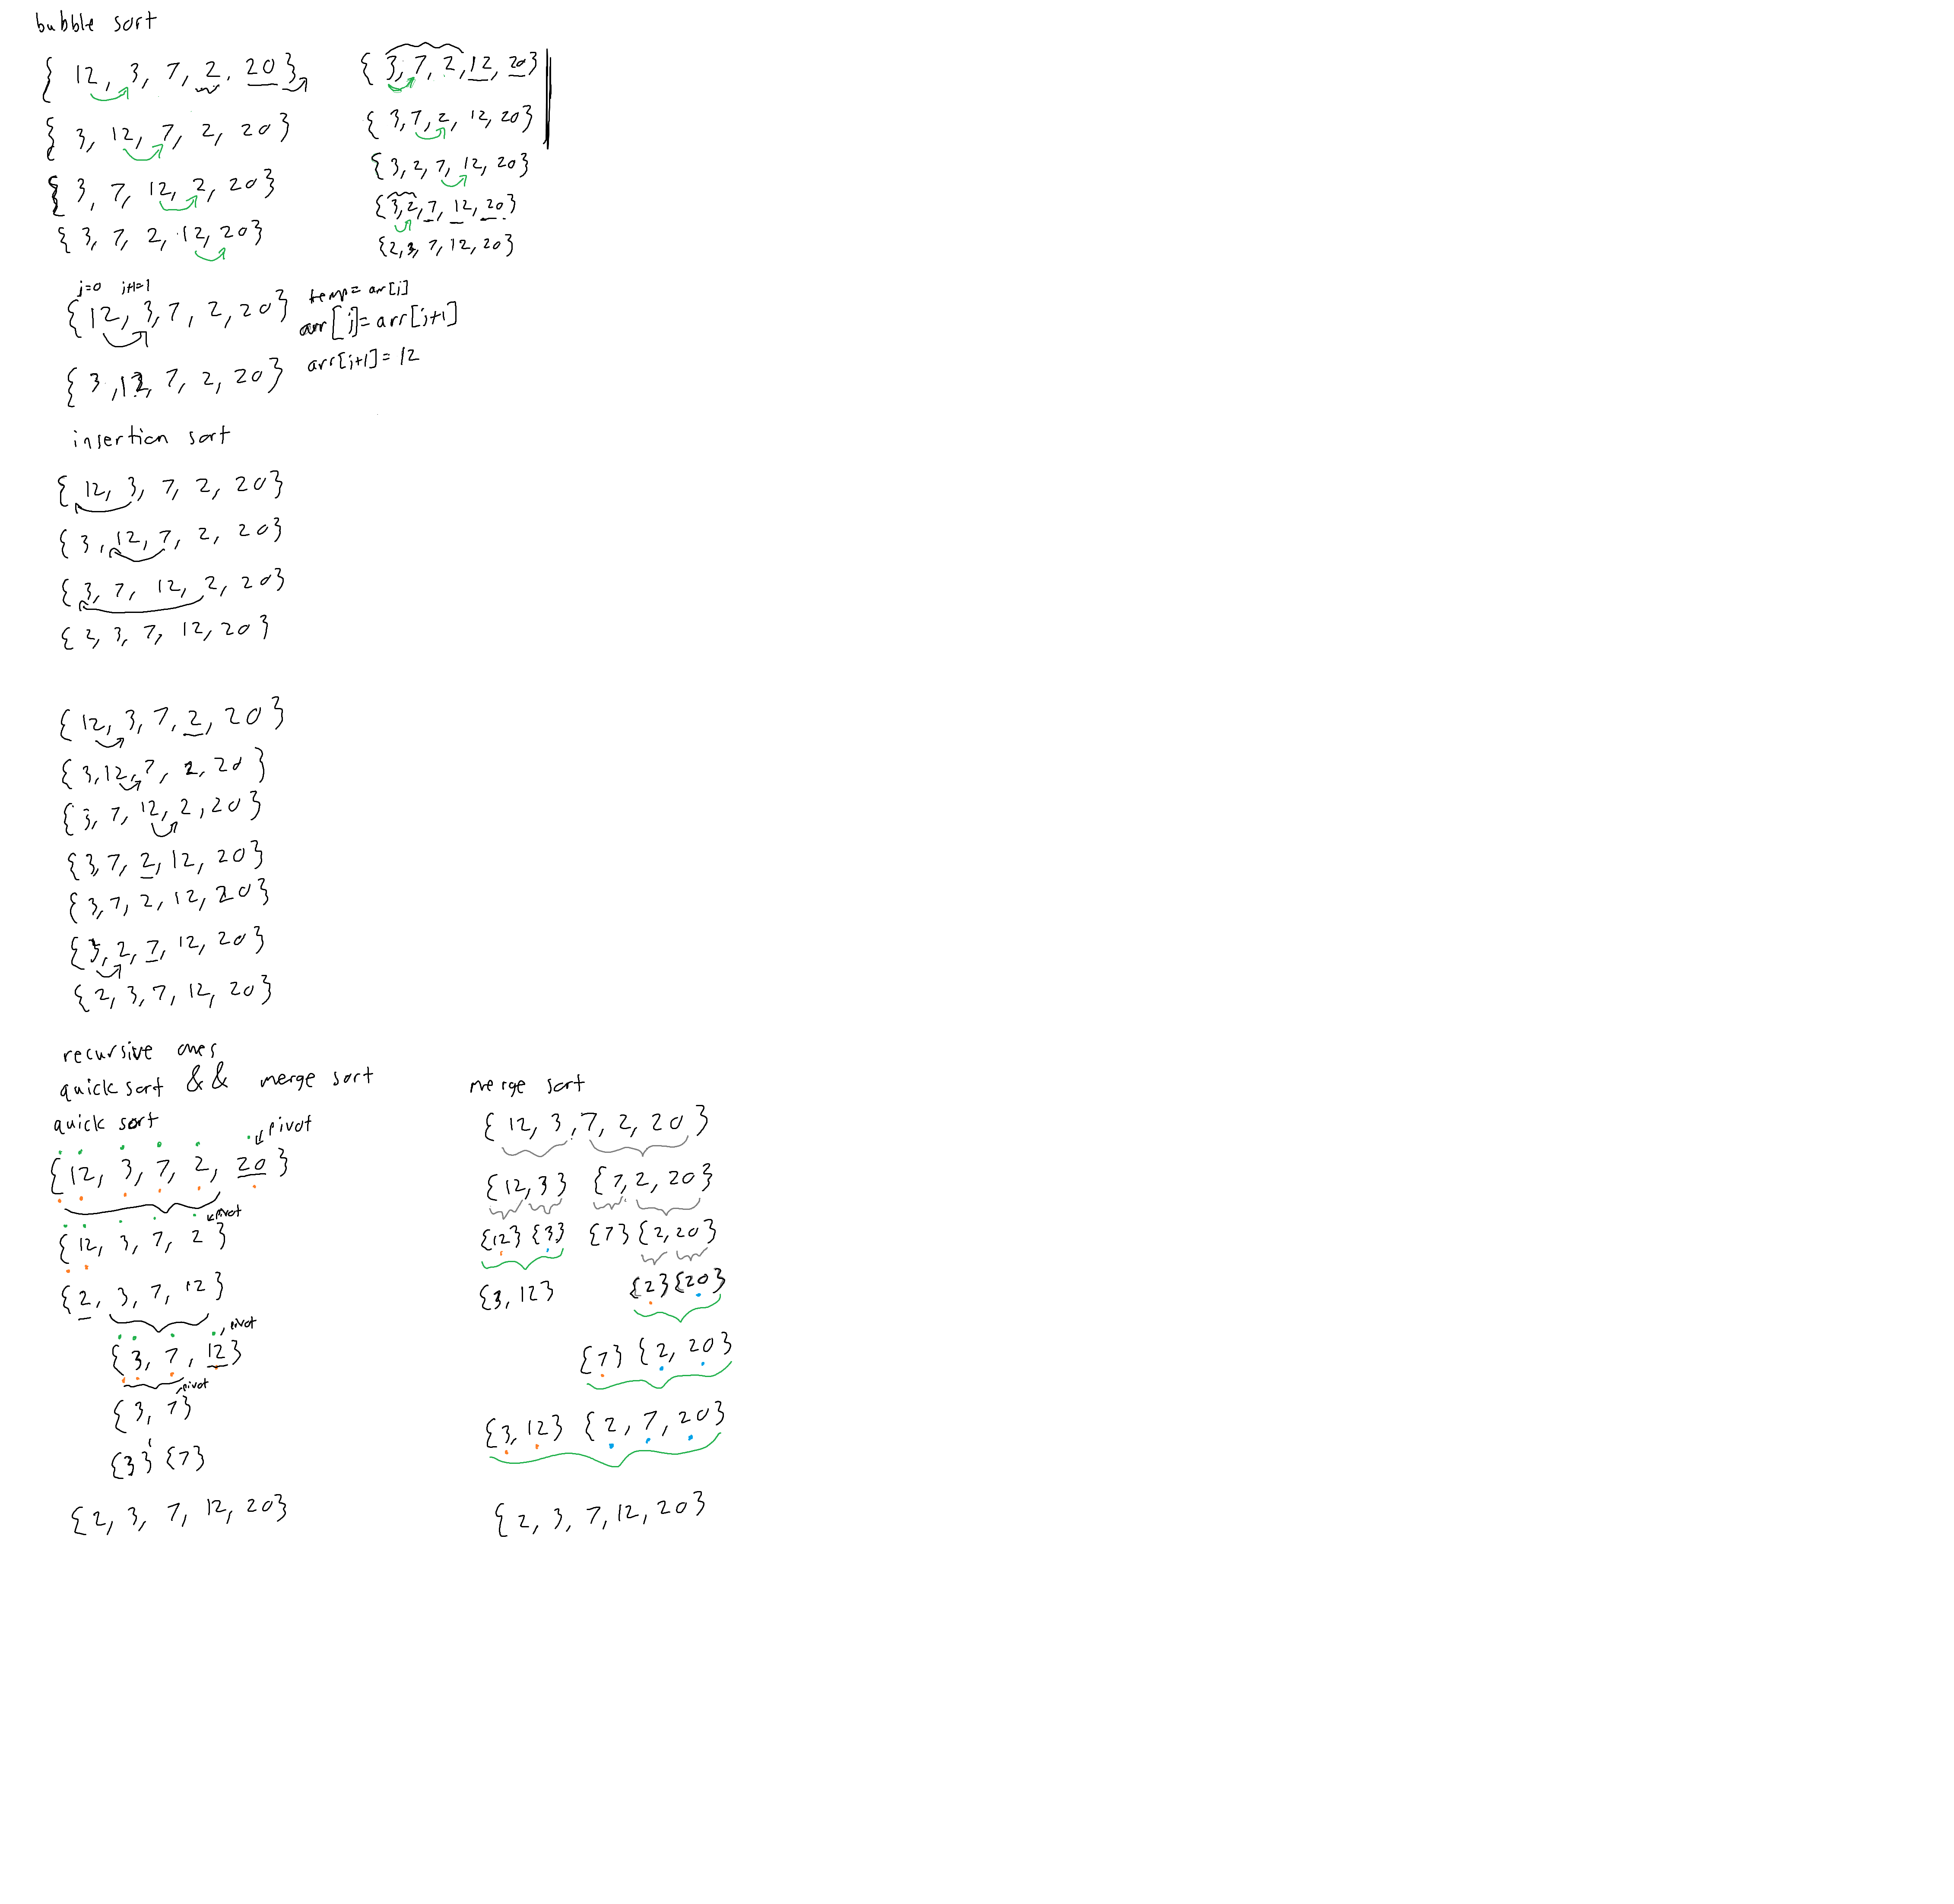 bubble sort
{ 12, 3, 7, 2, 20}
{ 3, 12, 7, 2, 20}
{ 3, 7, 12, 2, 20}
{ 3, 7, 2, 12, 20}
{ 3, 7, 2, 12, 20}
{ 3, 7, 2, 12, 20}
{ 3, 2, 7, 12, 20}
{ 3, 2, 7, 12, 20}
{2, 3, 7, 12, 20}
j=0 j+1=1
{12, 3, 7, 2, 20}
temp= arr[j]
arr[j]= arr[j+1]
arr[j+1]= 12
{ 3, 12, 7, 2, 20}
insertion sort
{ 12, 3, 7, 2, 20}
{ 3, 12, 7, 2, 20}
{ 3, 7, 12, 2, 20}
{ 2, 3, 7, 12, 20}
{ 12, 3, 7, 2, 20}
{ 3, 12, 7, 2, 20}
{ 3, 7, 12, 2, 20}
{3, 7, 2, 12, 20}
{ 3, 7, 2, 12, 20}
{ 3, 2, 7, 12, 20}
{ 2, 3, 7, 12, 20}
recursive ones
quick sort && merge sort
quick sort
pivot
{12, 3, 7, 2, 20}
pivot
{12, 3, 7, 2}
{2, 3, 7, 12}
pivot
{3, 7, 12}
pivot
{3, 7}
{3} {7}
{2, 3, 7, 12, 20}
merge sort
{ 12, 3, 7, 2, 20 }
{12, 3} {7, 2, 20}
{12} {3} {7} {2, 20}
{3, 12} {2} {20}
{7} {2, 20}
{3, 12} {2, 7, 20}
{ 2, 3, 7, 12, 20}